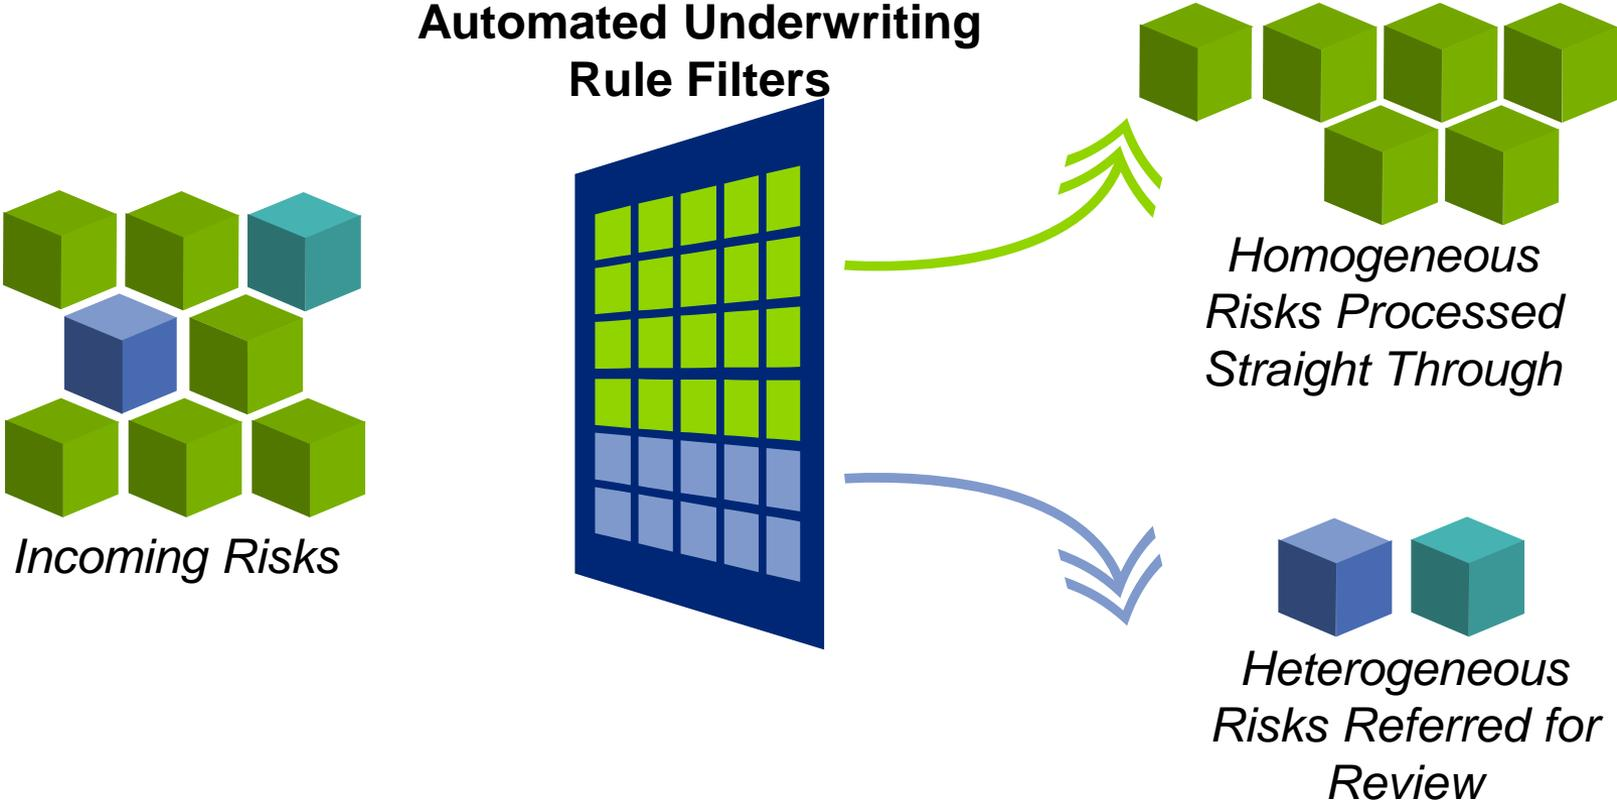 Automated Underwriting
Rule Filters
Incoming Risks
Homogeneous
Risks Processed
Straight Through
Heterogeneous
Risks Referred for
Review